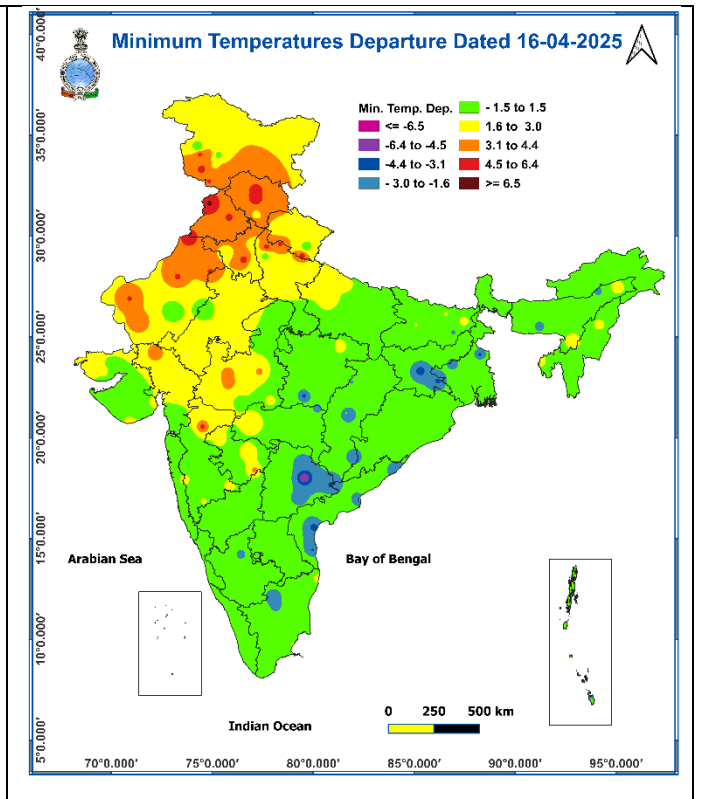 Minimum Temperatures Departure Dated 16-04-2025
Min. Temp. Dep.
<= -6.5
-6.4 to -4.5
-4.4 to -3.1
- 3.0 to -1.6
- 1.5 to 1.5
1.6 to 3.0
3.1 to 4.4
4.5 to 6.4
>= 6.5
40°0.000'
35°0.000'
30°0.000'
25°0.000'
20°0.000'
15°0.000'
10°0.000'
5°0.000'
Arabian Sea
Bay of Bengal
Indian Ocean
0 250 500 km
70°0.000' 75°0.000' 80°0.000' 85°0.000' 90°0.000' 95°0.000'